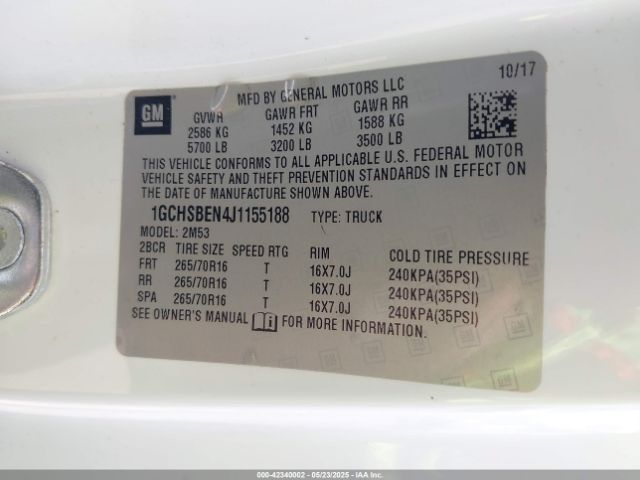 10/17
MFD BY GENERAL MOTORS LLC
GM
GVWR GAWR FRT GAWR RR
2586 KG 1452 KG 1588 KG
5700 LB 3200 LB 3500 LB
THIS VEHICLE CONFORMS TO ALL APPLICABLE U.S. FEDERAL MOTOR
VEHICLE SAFETY AND THEFT PREVENTION STANDARDS IN EFFECT ON
THE DATE OF MANUFACTURE SHOWN ABOVE.
1GCHSBEN4J1155188 TYPE: TRUCK
MODEL: 2M53
2BCR TIRE SIZE SPEED RTG RIM COLD TIRE PRESSURE
FRT 265/70R16 T 16X7.0J 240KPA(35PSI)
RR 265/70R16 T 16X7.0J 240KPA(35PSI)
SPA 265/70R16 T 16X7.0J 240KPA(35PSI)
SEE OWNER'S MANUAL FOR MORE INFORMATION.
000-42340002 - 05/23/2025 - IAAI.COM